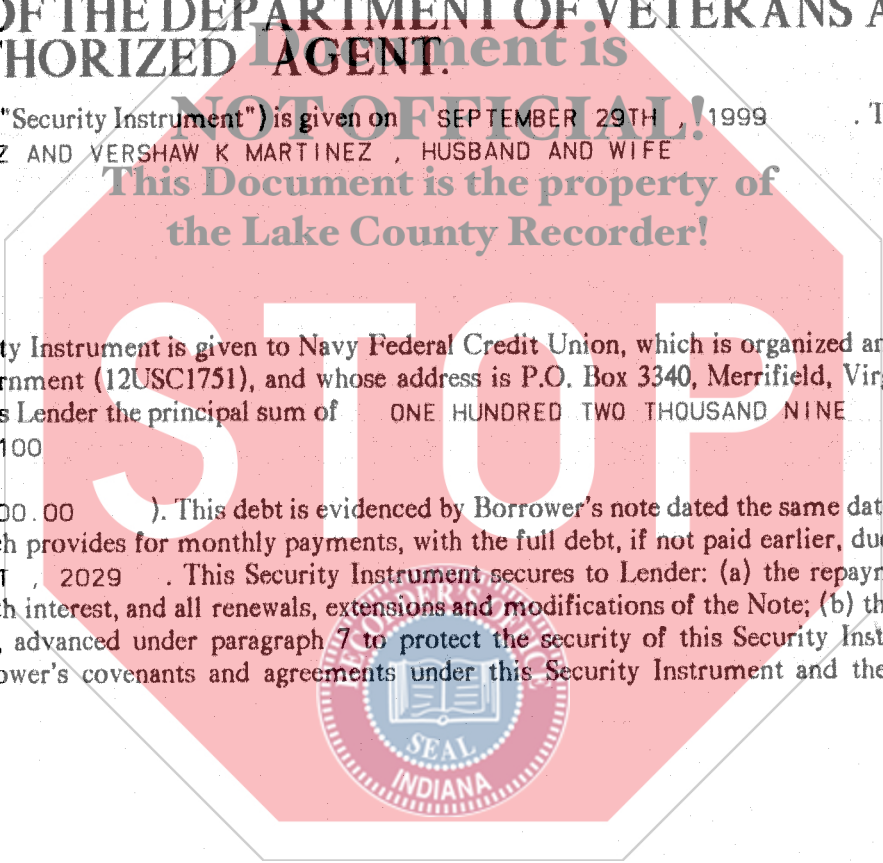 OF THE DEPARTMENT OF VETERANS A
THORIZED AGENT.
Document is
NOT OFFICIAL!
This Document is the property of
the Lake County Recorder!
"Security Instrument") is given on SEPTEMBER 29TH , 1999 . T
Z AND VERSHAW K MARTINEZ , HUSBAND AND WIFE
STOP
ty Instrument is given to Navy Federal Credit Union, which is organized an
rnment (12USC1751), and whose address is P.O. Box 3340, Merrifield, Virg
s Lender the principal sum of ONE HUNDRED TWO THOUSAND NINE
100
00.00 ). This debt is evidenced by Borrower's note dated the same dat
h provides for monthly payments, with the full debt, if not paid earlier, due
1 , 2029 . This Security Instrument secures to Lender: (a) the repaym
th interest, and all renewals, extensions and modifications of the Note; (b) th
, advanced under paragraph 7 to protect the security of this Security Inst
ower's covenants and agreements under this Security Instrument and the
RECORDER'S OFFICE
SEAL
INDIANA